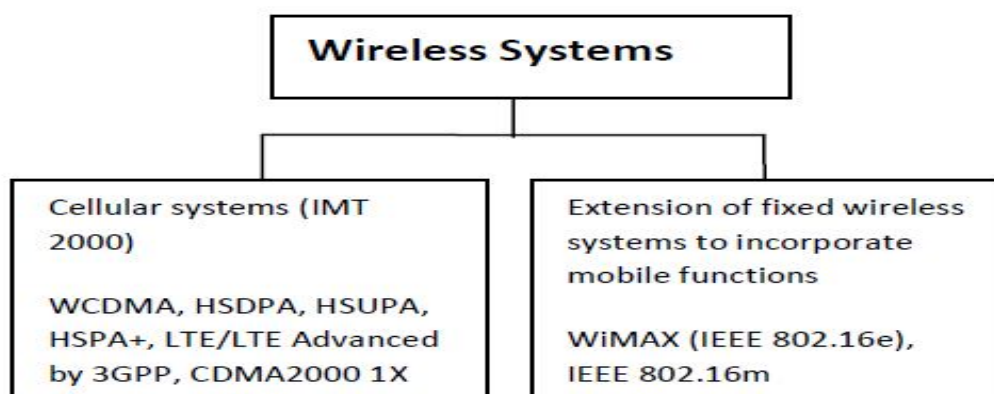 Wireless Systems
Cellular systems (IMT
2000)
WCDMA, HSDPA, HSUPA,
HSPA+, LTE/LTE Advanced
by 3GPP, CDMA2000 1X
Extension of fixed wireless
systems to incorporate
mobile functions
WiMAX (IEEE 802.16e),
IEEE 802.16m